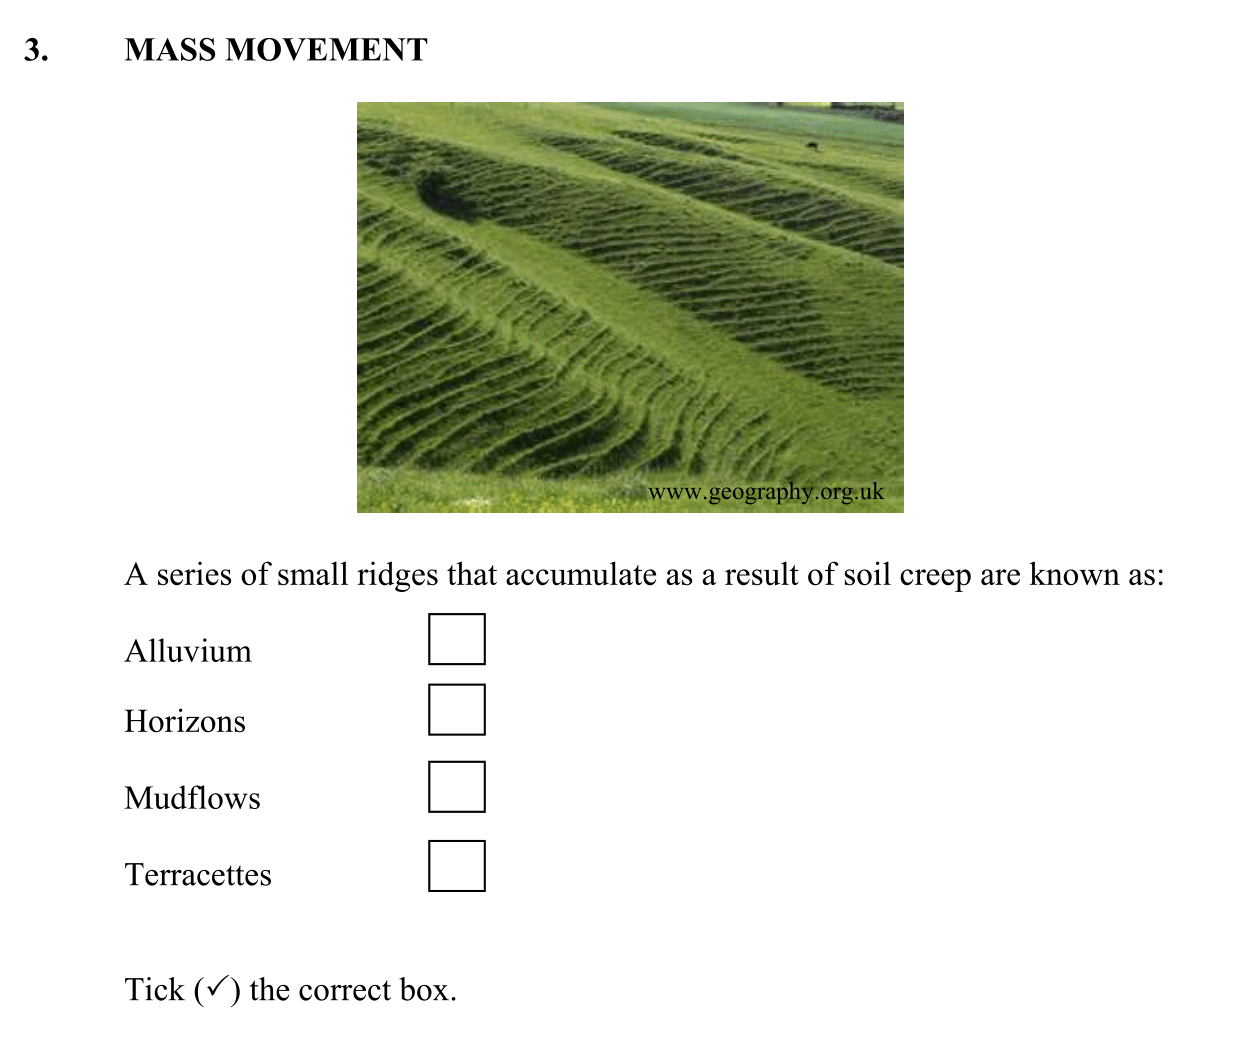 3. MASS MOVEMENT
www.geography.org.uk
A series of small ridges that accumulate as a result of soil creep are known as:
Alluvium
Horizons
Mudflows
Terracettes
Tick (✓) the correct box.